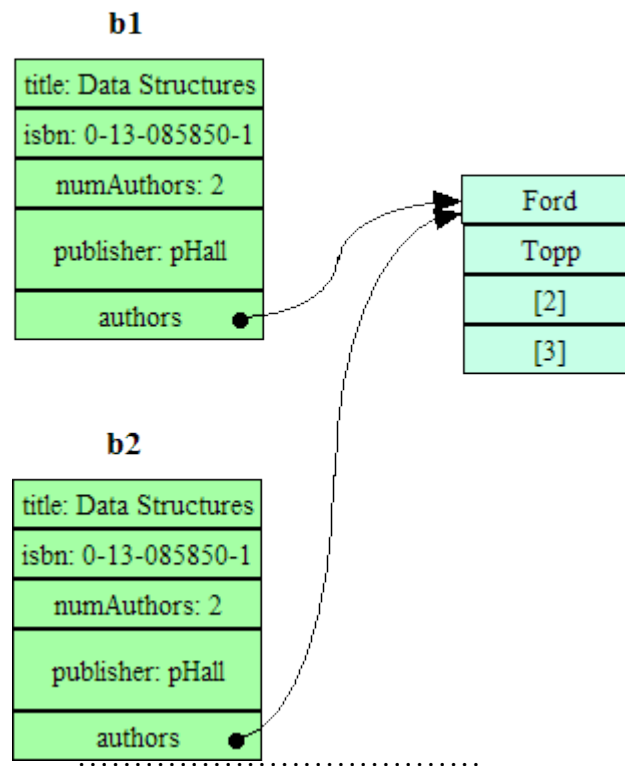 b1
title: Data Structures
isbn: 0-13-085850-1
numAuthors: 2
publisher: pHall
authors
Ford
Topp
[2]
[3]
b2
title: Data Structures
isbn: 0-13-085850-1
numAuthors: 2
publisher: pHall
authors